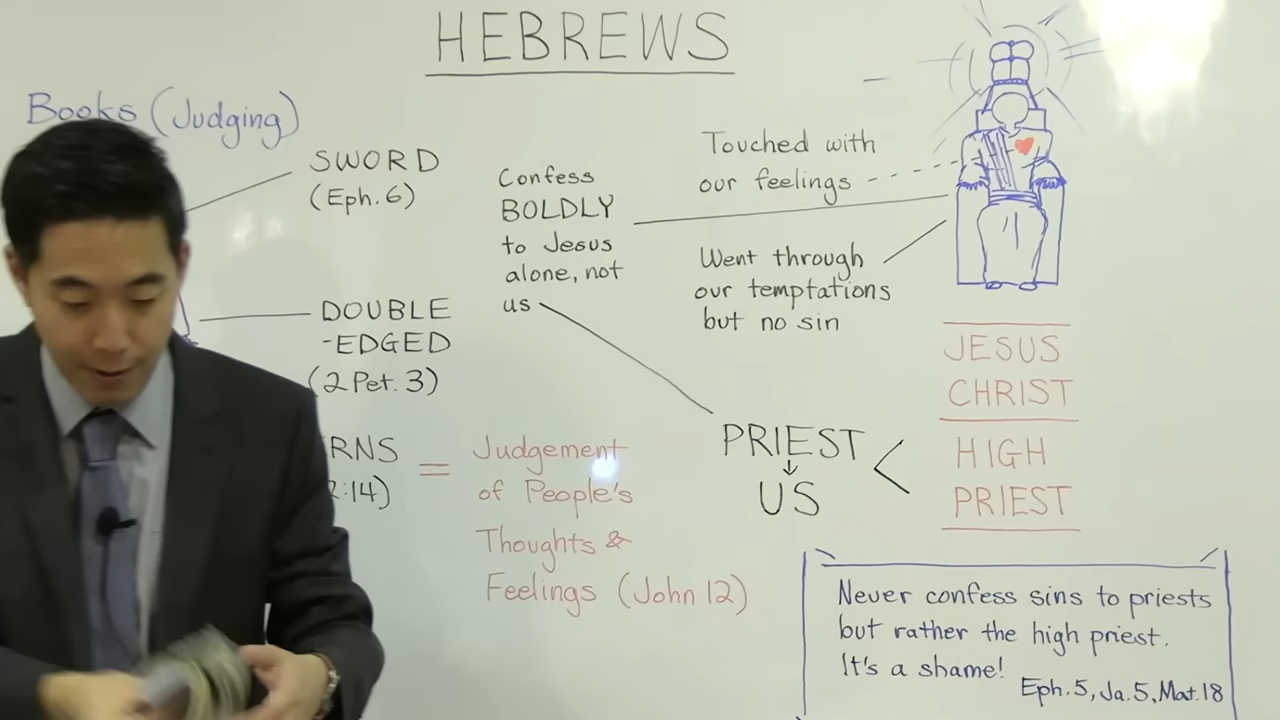 HEBREWS
Books (Judging)
SWORD
(Eph. 6)
DOUBLE
-EDGED
(2 Pet. 3)
RNS
2:14)
=
Judgement
of People's
Thoughts &
Feelings (John 12)
Confess
BOLDLY
to Jesus
alone, not
us
Touched with
our feelings
Went through
our temptations
but no sin
PRIEST
US
<
JESUS
CHRIST
HIGH
PRIEST
Never confess sins to priests
but rather the high priest.
It's a shame!
Eph. 5, Ja. 5, Mat. 18